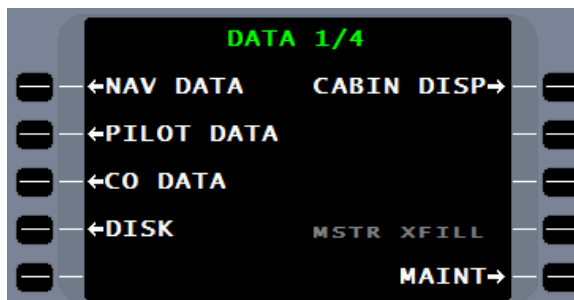 DATA 1/4
←NAV DATA CABIN DISP→
←PILOT DATA
←CO DATA
←DISK MSTR XFILL
MAINT→